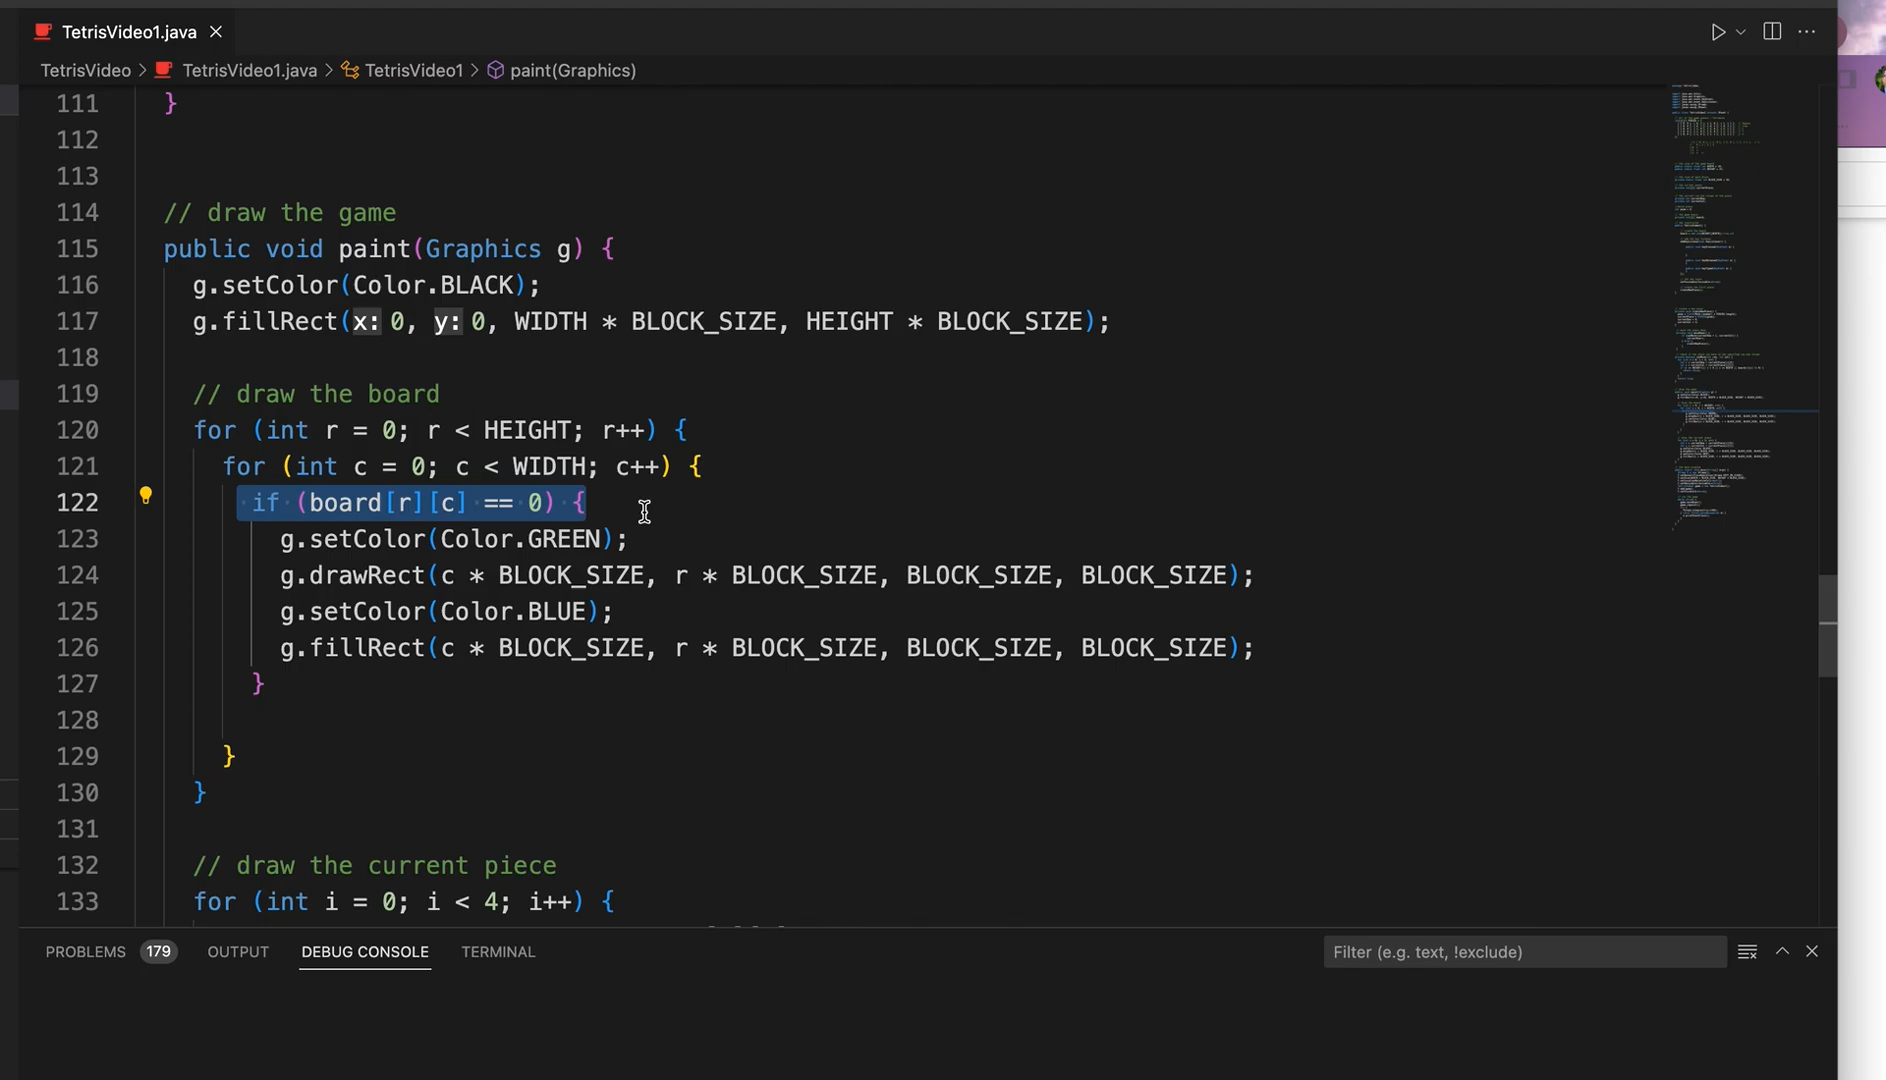 TetrisVideo1.java
TetrisVideo > TetrisVideo1.java > TetrisVideo1 > paint(Graphics)
111 }
112
113
114 // draw the game
115 public void paint(Graphics g) {
116 g.setColor(Color.BLACK);
117 g.fillRect(x: 0, y: 0, WIDTH * BLOCK_SIZE, HEIGHT * BLOCK_SIZE);
118
119 // draw the board
120 for (int r = 0; r < HEIGHT; r++) {
121 for (int c = 0; c < WIDTH; c++) {
122 if (board[r][c] == 0) {
123 g.setColor(Color.GREEN);
124 g.drawRect(c * BLOCK_SIZE, r * BLOCK_SIZE, BLOCK_SIZE, BLOCK_SIZE);
125 g.setColor(Color.BLUE);
126 g.fillRect(c * BLOCK_SIZE, r * BLOCK_SIZE, BLOCK_SIZE, BLOCK_SIZE);
127 }
128
129 }
130 }
131
132 // draw the current piece
133 for (int i = 0; i < 4; i++) {
PROBLEMS 179 OUTPUT DEBUG CONSOLE TERMINAL Filter (e.g. text, !exclude)